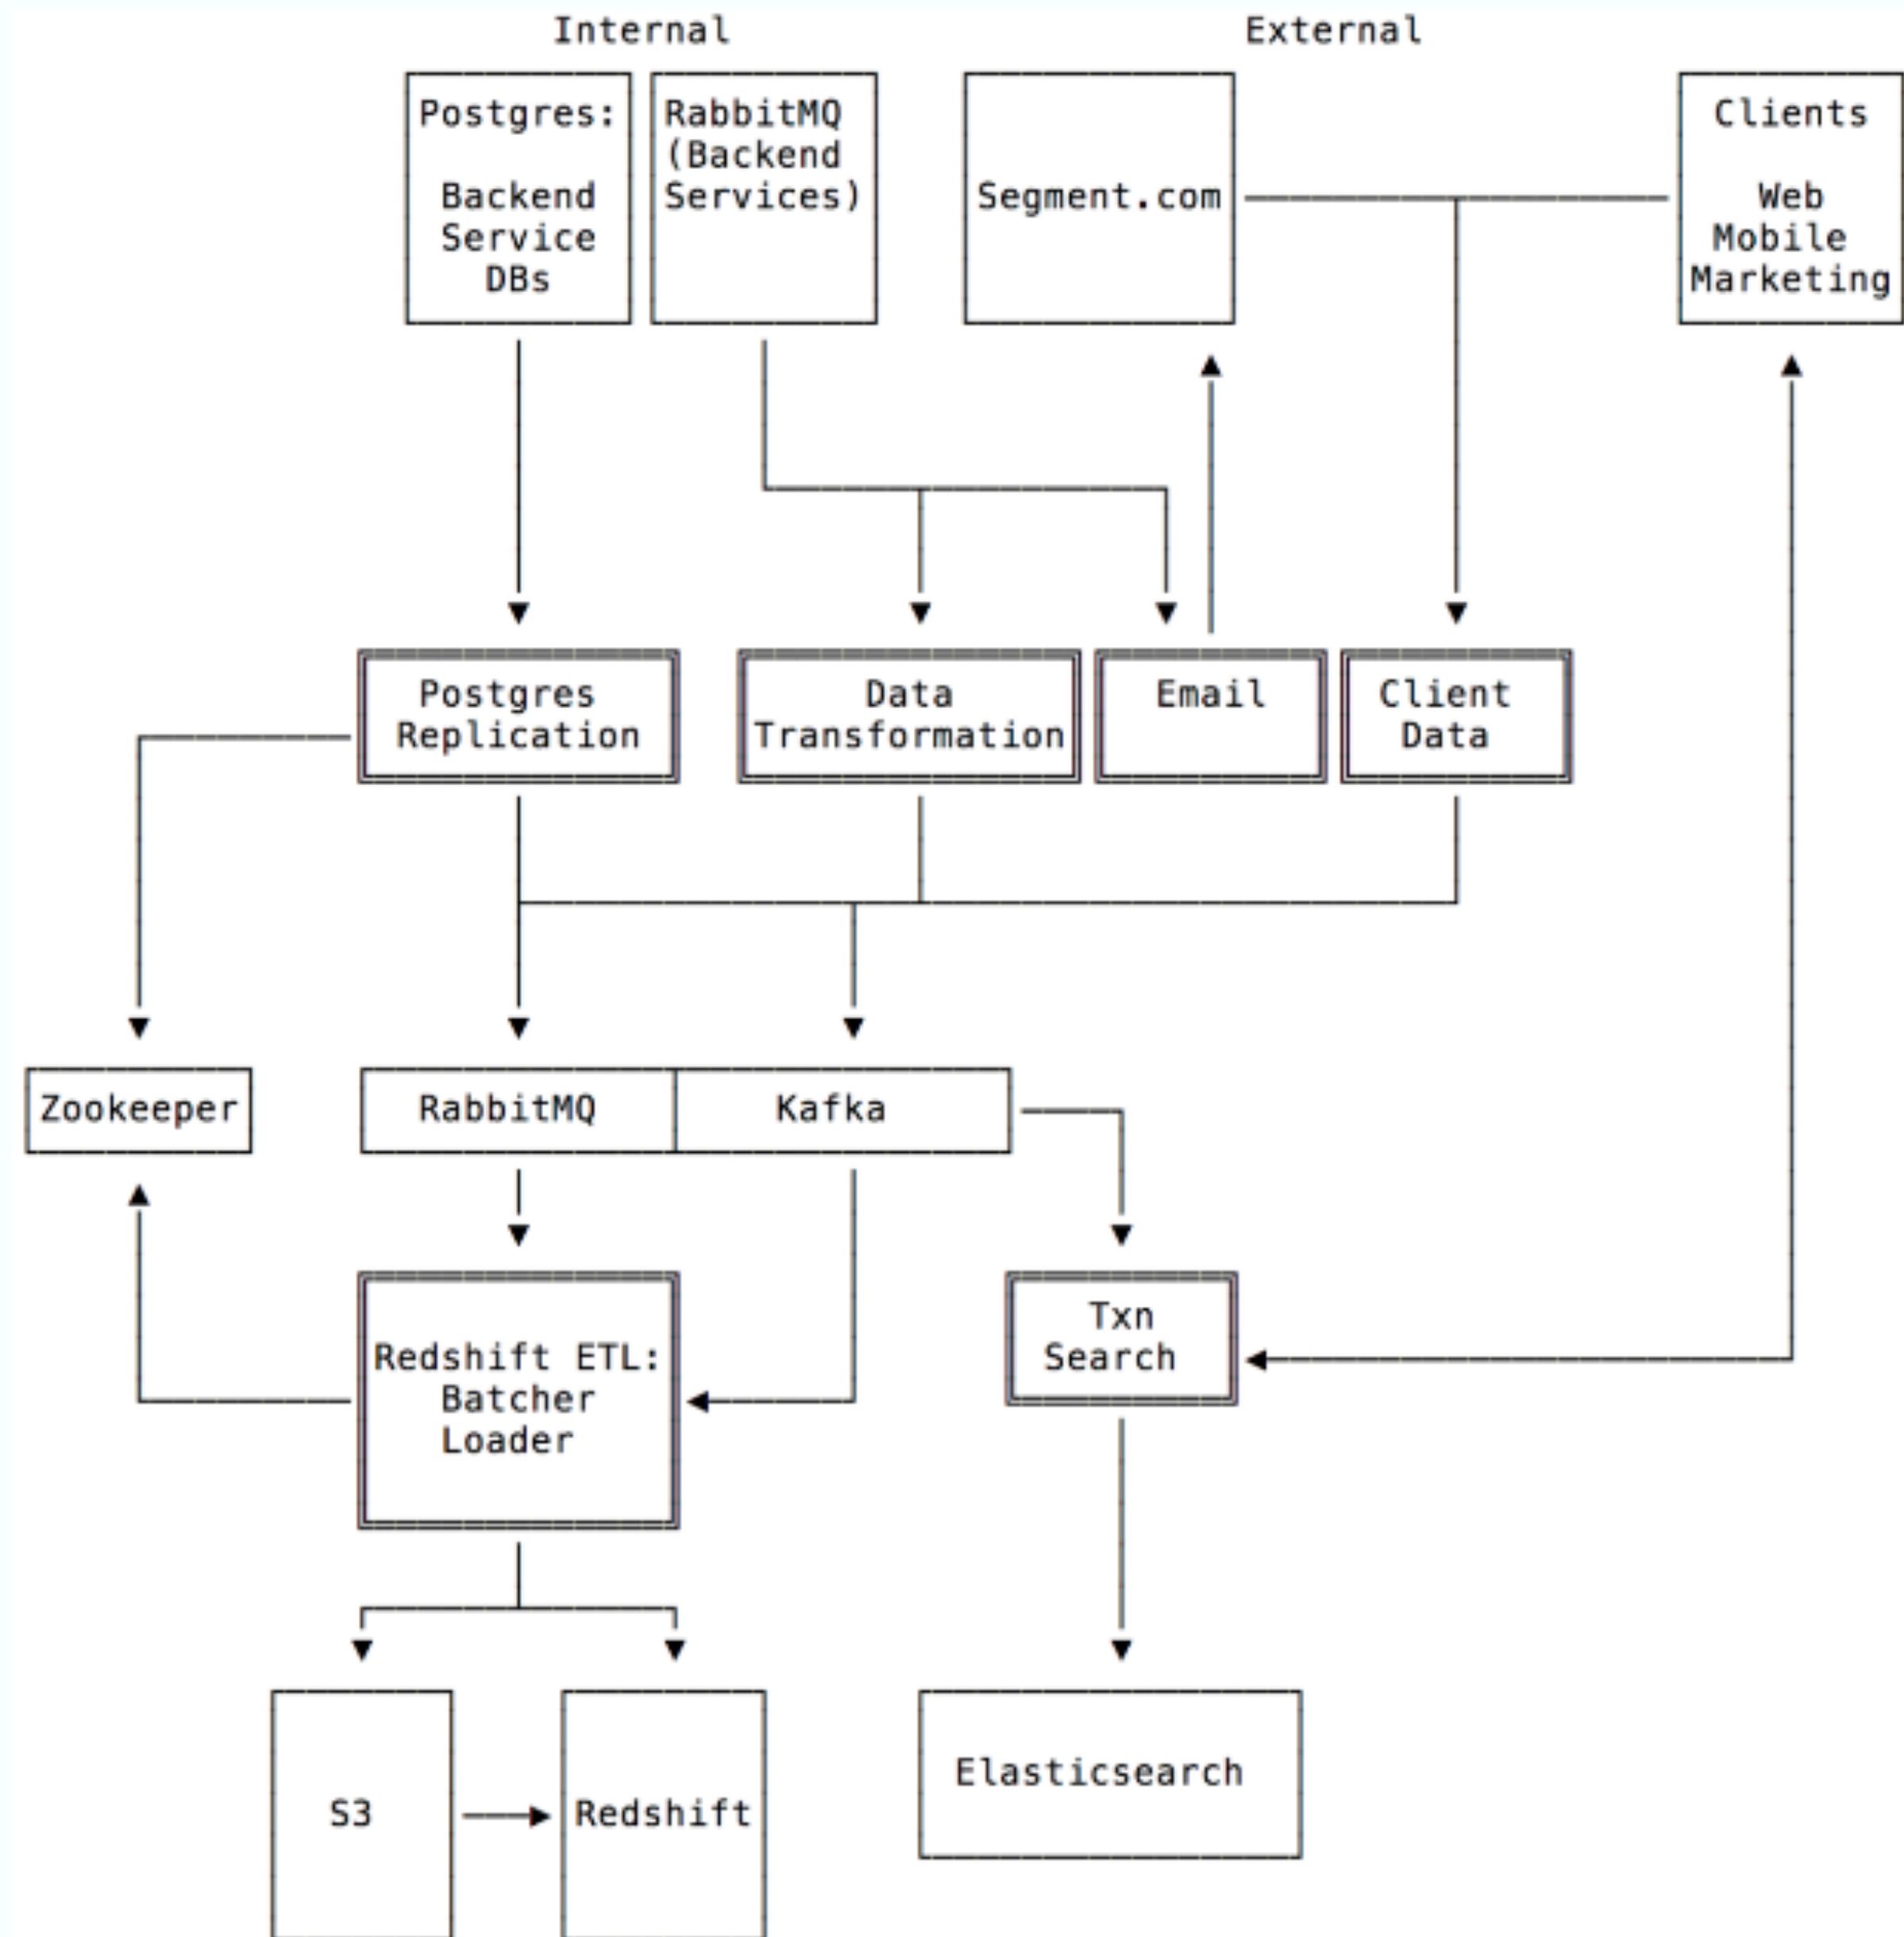 Internal
External
Postgres:
Backend
Service
DBs
RabbitMQ
(Backend
Services)
Segment.com
Clients
Web
Mobile
Marketing
Postgres
Replication
Data
Transformation
Email
Client
Data
Zookeeper
RabbitMQ
Kafka
Redshift ETL:
Batcher
Loader
Txn
Search
S3
Redshift
Elasticsearch